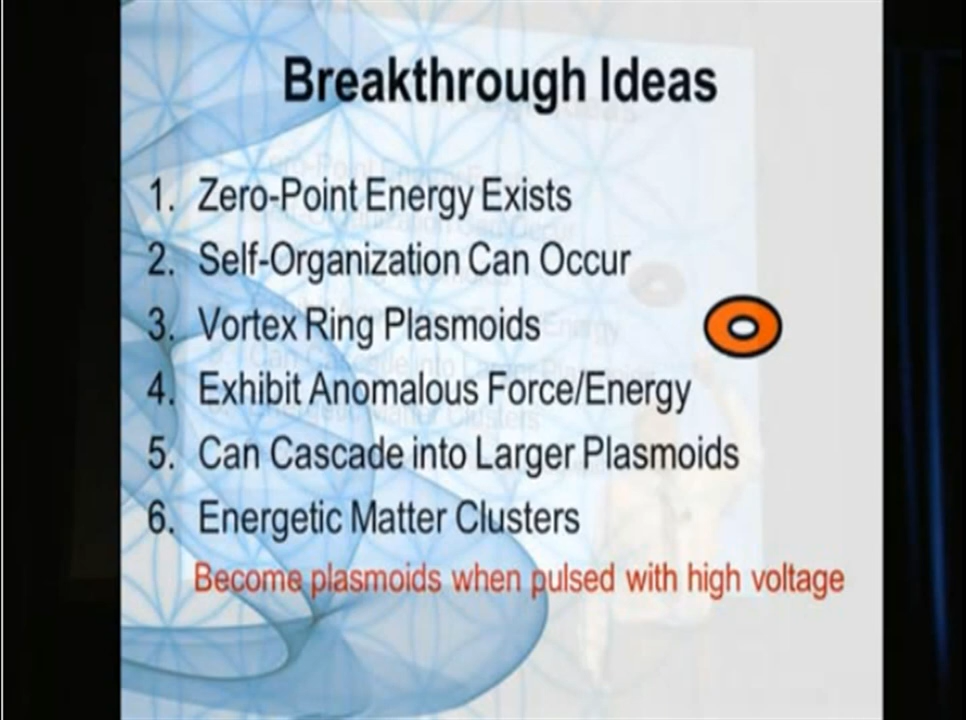 Breakthrough Ideas
1. Zero-Point Energy Exists
2. Self-Organization Can Occur
3. Vortex Ring Plasmoids
4. Exhibit Anomalous Force/Energy
5. Can Cascade into Larger Plasmoids
6. Energetic Matter Clusters
Become plasmoids when pulsed with high voltage